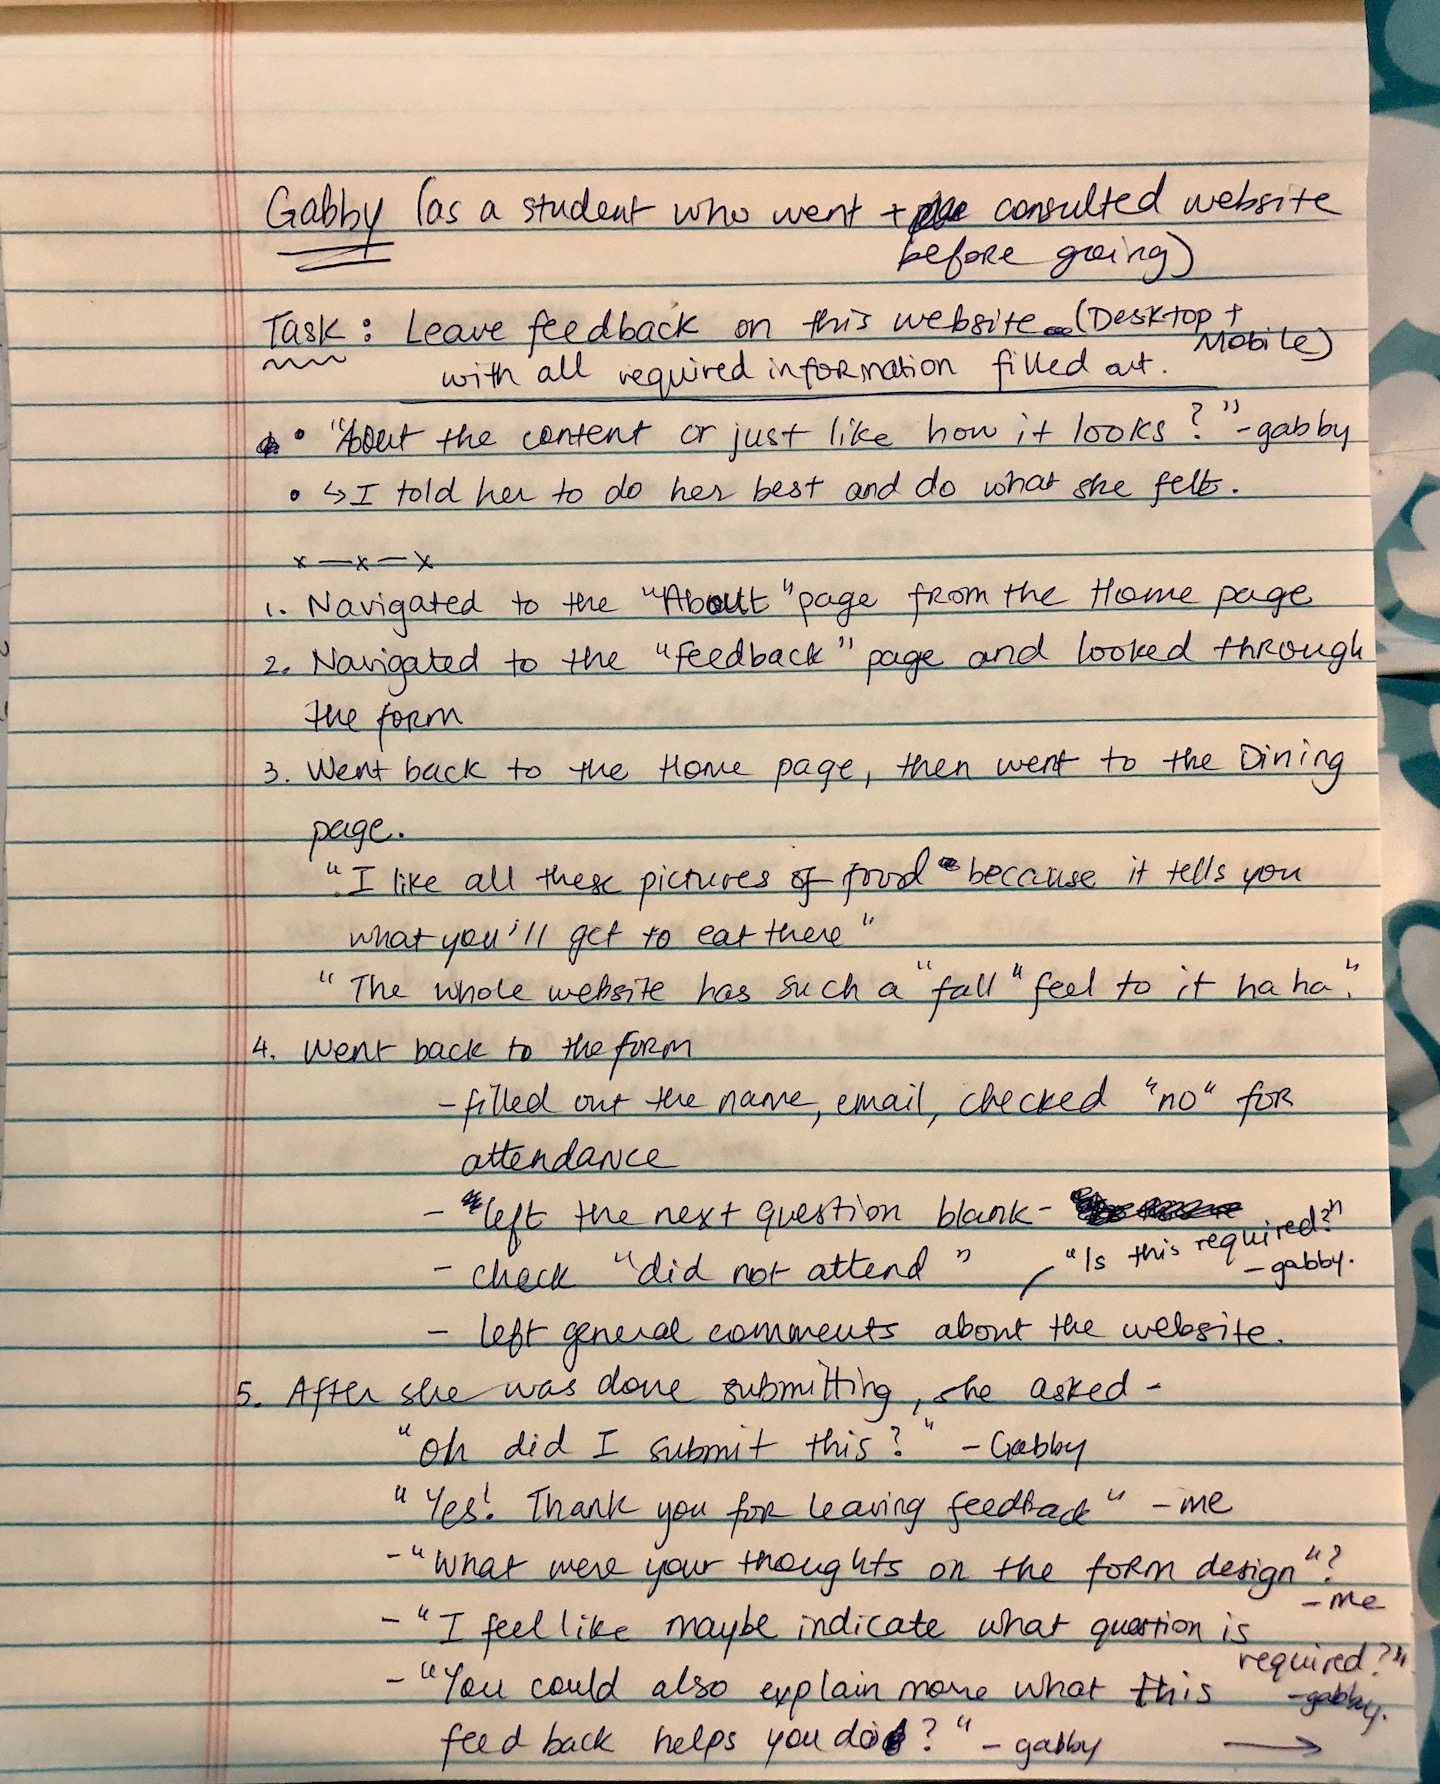 Gabby (as a student who went + consulted website
before going)
Task: Leave feedback on this website (Desktop +
Mobile)
with all required information filled out.
• "About the content or just like how it looks?" - gabby
• ↳ I told her to do her best and do what she felt.
x — x — x
1. Navigated to the "About" page from the Home page
2. Navigated to the "feedback" page and looked through
the form
3. Went back to the Home page, then went to the Dining
page.
"I like all these pictures of food because it tells you
what you'll get to eat there"
"The whole website has such a "fall" feel to it haha".
4. Went back to the form
- filled out the name, email, checked "no" for
attendance
- left the next question blank -
"Is this required?"
- gabby.
- check "did not attend"
- left general comments about the website.
5. After she was done submitting, she asked -
"Oh did I submit this?" - Gabby
"Yes! Thank you for leaving feedback" - me
- "What were your thoughts on the form design"?
- me
- "I feel like maybe indicate what question is
required?"
- gabby.
- "You could also explain more what this
feedback helps you do?" - gabby →